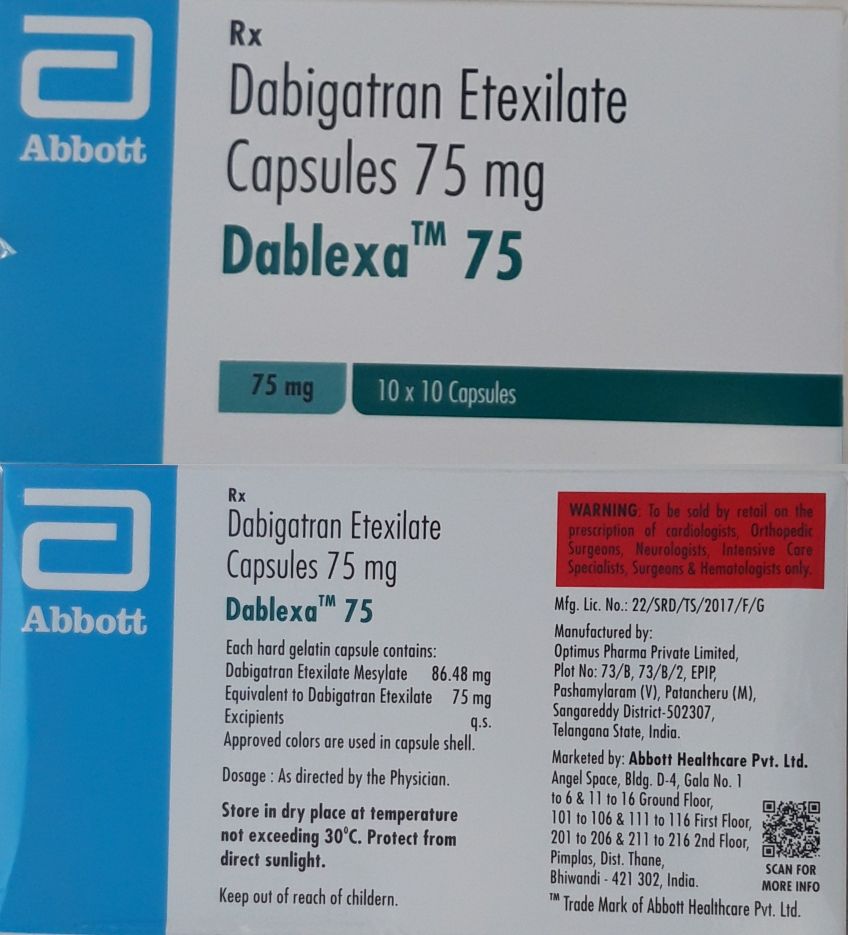 Abbott
Rx
Dabigatran Etexilate
Capsules 75 mg
Dablexa™ 75
75 mg
10 x 10 Capsules
Abbott
Rx
Dabigatran Etexilate
Capsules 75 mg
Dablexa™ 75
Each hard gelatin capsule contains:
Dabigatran Etexilate Mesylate 86.48 mg
Equivalent to Dabigatran Etexilate 75 mg
Excipients q.s.
Approved colors are used in capsule shell.
Dosage : As directed by the Physician.
Store in dry place at temperature
not exceeding 30⁰C. Protect from
direct sunlight.
Keep out of reach of childern.
WARNING: To be sold by retail on the
prescription of cardiologists, Orthopedic
Surgeons, Neurologists, Intensive Care
Specialists, Surgeons & Hematologists only.
Mfg. Lic. No.: 22/SRD/TS/2017/F/G
Manufactured by:
Optimus Pharma Private Limited,
Plot No: 73/B, 73/B/2, EPIP,
Pashamylaram (V), Patancheru (M),
Sangareddy District-502307,
Telangana State, India.
Marketed by: Abbott Healthcare Pvt. Ltd.
Angel Space, Bldg. D-4, Gala No. 1
to 6 & 11 to 16 Ground Floor,
101 to 106 & 111 to 116 First Floor,
201 to 206 & 211 to 216 2nd Floor,
Pimplas, Dist. Thane,
Bhiwandi - 421 302, India.
SCAN FOR
MORE INFO
™ Trade Mark of Abbott Healthcare Pvt. Ltd.